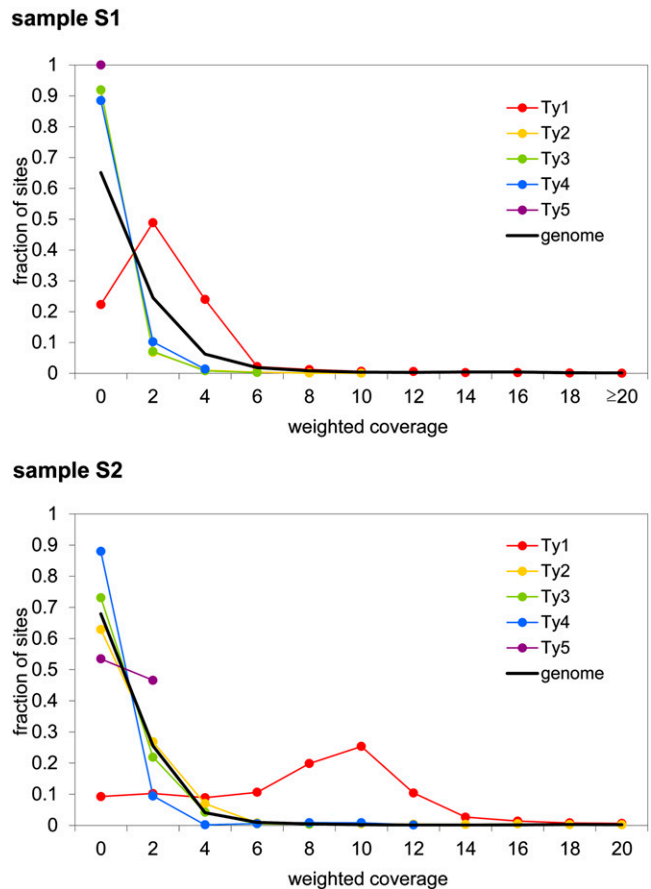 sample S1
1
0.9
0.8
0.7
0.6
0.5
0.4
0.3
0.2
0.1
0
fraction of sites
Ty1
Ty2
Ty3
Ty4
Ty5
genome
0 2 4 6 8 10 12 14 16 18 ≥20
weighted coverage
sample S2
1
0.9
0.8
0.7
0.6
0.5
0.4
0.3
0.2
0.1
0
fraction of sites
Ty1
Ty2
Ty3
Ty4
Ty5
genome
0 2 4 6 8 10 12 14 16 18 20
weighted coverage